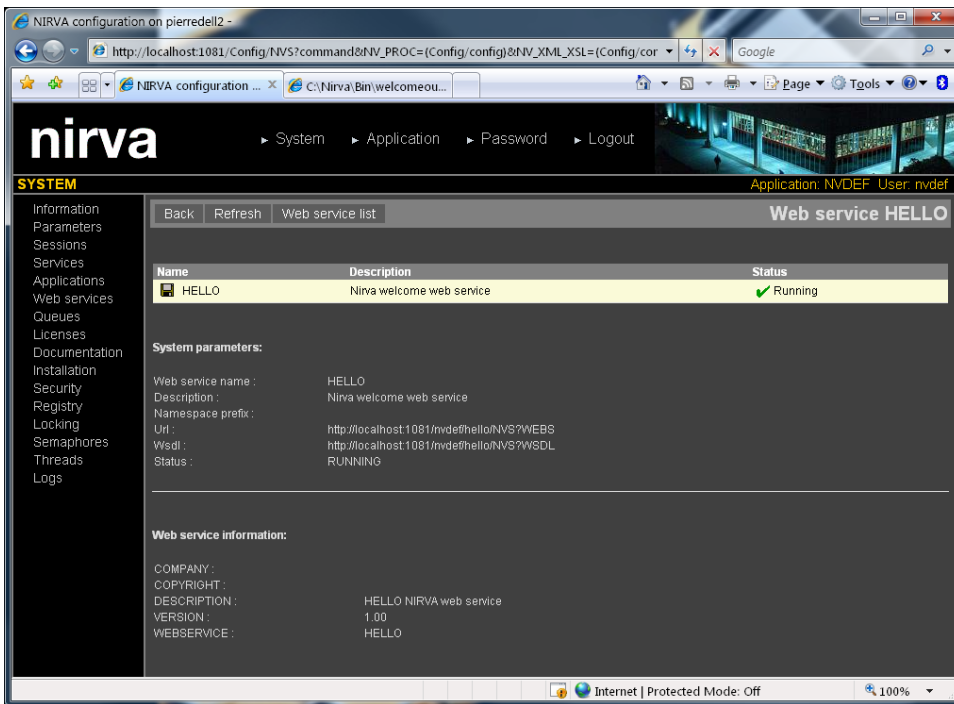 NIRVA configuration on pierredell2 -
http://localhost:1081/Config/NVS?command&NV_PROC={Config/config}&NV_XML_XSL={Config/cor
Google
NIRVA configuration ...
C:\Nirva\Bin\welcomeou...
Page
Tools
nirva
System
Application
Password
Logout
SYSTEM
Application: NVDEF User: nvdef
Information
Parameters
Sessions
Services
Applications
Web services
Queues
Licenses
Documentation
Installation
Security
Registry
Locking
Semaphores
Threads
Logs
Back
Refresh
Web service list
Web service HELLO
Name Description Status
HELLO Nirva welcome web service Running
System parameters:
Web service name : HELLO
Description : Nirva welcome web service
Namespace prefix :
Url : http://localhost:1081/nvdef/hello/NVS?WEBS
Wsdl : http://localhost:1081/nvdef/hello/NVS?WSDL
Status : RUNNING
Web service information:
COMPANY :
COPYRIGHT :
DESCRIPTION : HELLO NIRVA web service
VERSION : 1.00
WEBSERVICE : HELLO
Internet | Protected Mode: Off
100%